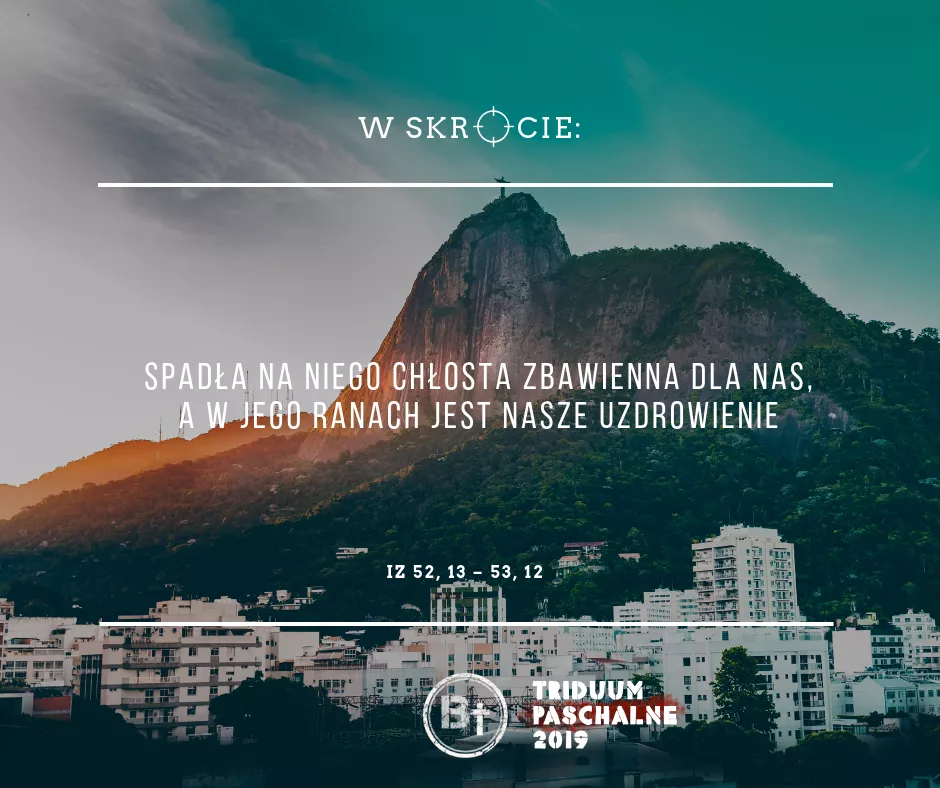 W SKRÓCIE:
SPADŁA NA NIEGO CHŁOSTA ZBAWIENNA DLA NAS,
A W JEGO RANACH JEST NASZE UZDROWIENIE
IZ 52, 13 – 53, 12
B
TRIDUUM
PASCHALNE
2019